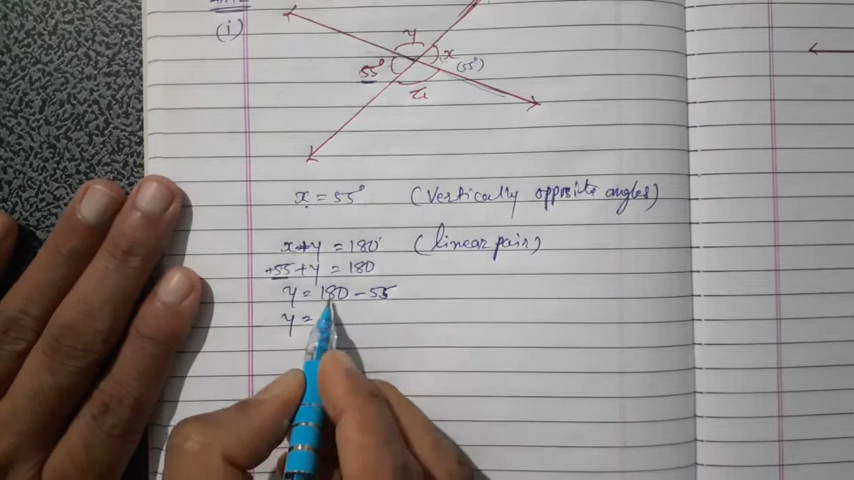 (i)
y
55° x (55°)
z
x = 55° (Vertically opposite angles)
x+y = 180° (linear pair)
+55+y = 180
y = 180 - 55
y =